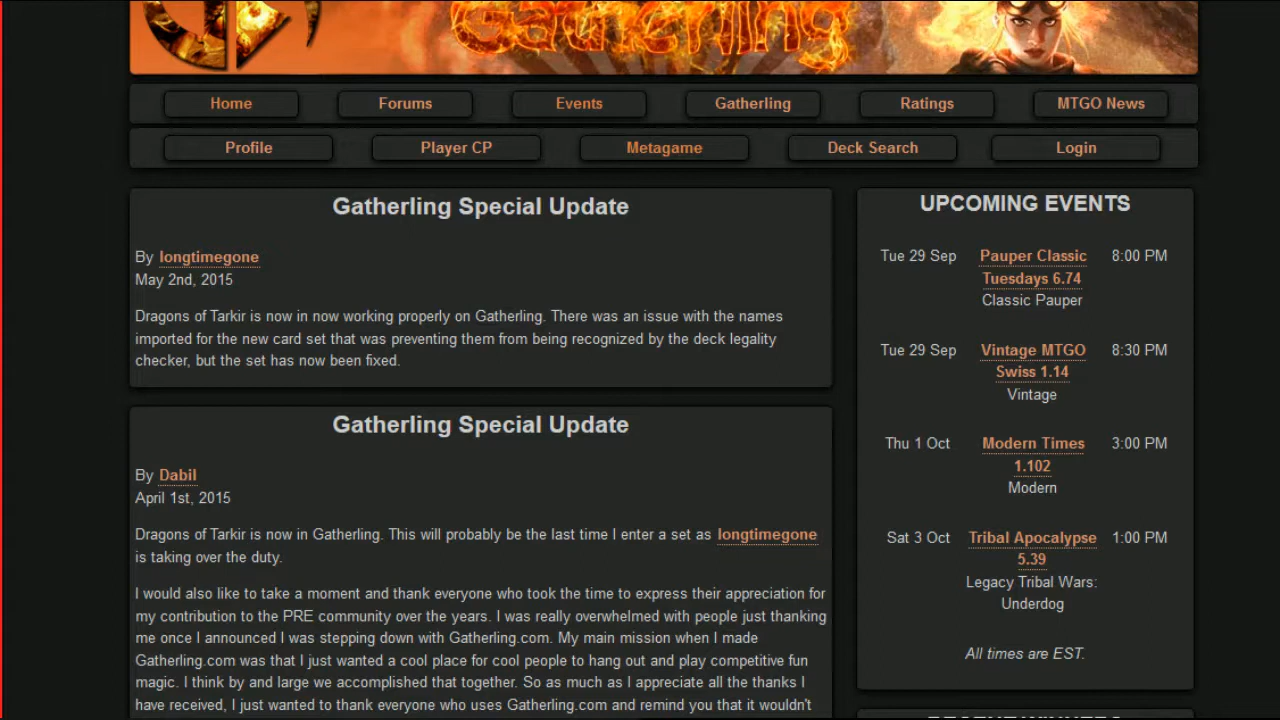 Gatherling
Home Forums Events Gatherling Ratings MTGO News
Profile Player CP Metagame Deck Search Login
Gatherling Special Update
By longtimegone
May 2nd, 2015
Dragons of Tarkir is now in now working properly on Gatherling. There was an issue with the names
imported for the new card set that was preventing them from being recognized by the deck legality
checker, but the set has now been fixed.
Gatherling Special Update
By Dabil
April 1st, 2015
Dragons of Tarkir is now in Gatherling. This will probably be the last time I enter a set as longtimegone
is taking over the duty.
I would also like to take a moment and thank everyone who took the time to express their appreciation for
my contribution to the PRE community over the years. I was really overwhelmed with people just thanking
me once I announced I was stepping down with Gatherling.com. My main mission when I made
Gatherling.com was that I just wanted a cool place for cool people to hang out and play competitive fun
magic. I think by and large we accomplished that together. So as much as I appreciate all the thanks I
have received, I just wanted to thank everyone who uses Gatherling.com and remind you that it wouldn't
UPCOMING EVENTS
Tue 29 Sep Pauper Classic 8:00 PM
Tuesdays 6.74
Classic Pauper
Tue 29 Sep Vintage MTGO 8:30 PM
Swiss 1.14
Vintage
Thu 1 Oct Modern Times 3:00 PM
1.102
Modern
Sat 3 Oct Tribal Apocalypse 1:00 PM
5.39
Legacy Tribal Wars:
Underdog
All times are EST.